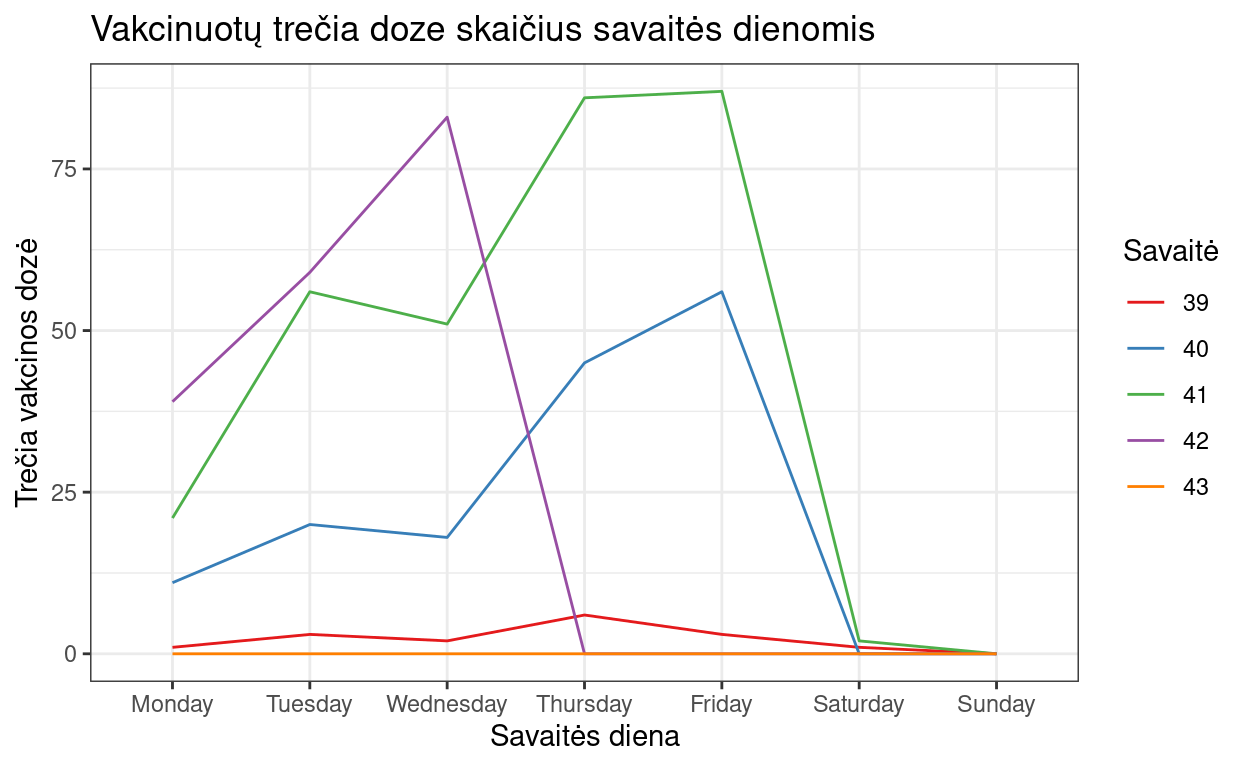 Vakcinuotų trečia doze skaičius savaitės dienomis
Trečia vakcinos dozė
75
50
25
0
Monday Tuesday Wednesday Thursday Friday Saturday Sunday
Savaitės diena
Savaitė
39
40
41
42
43